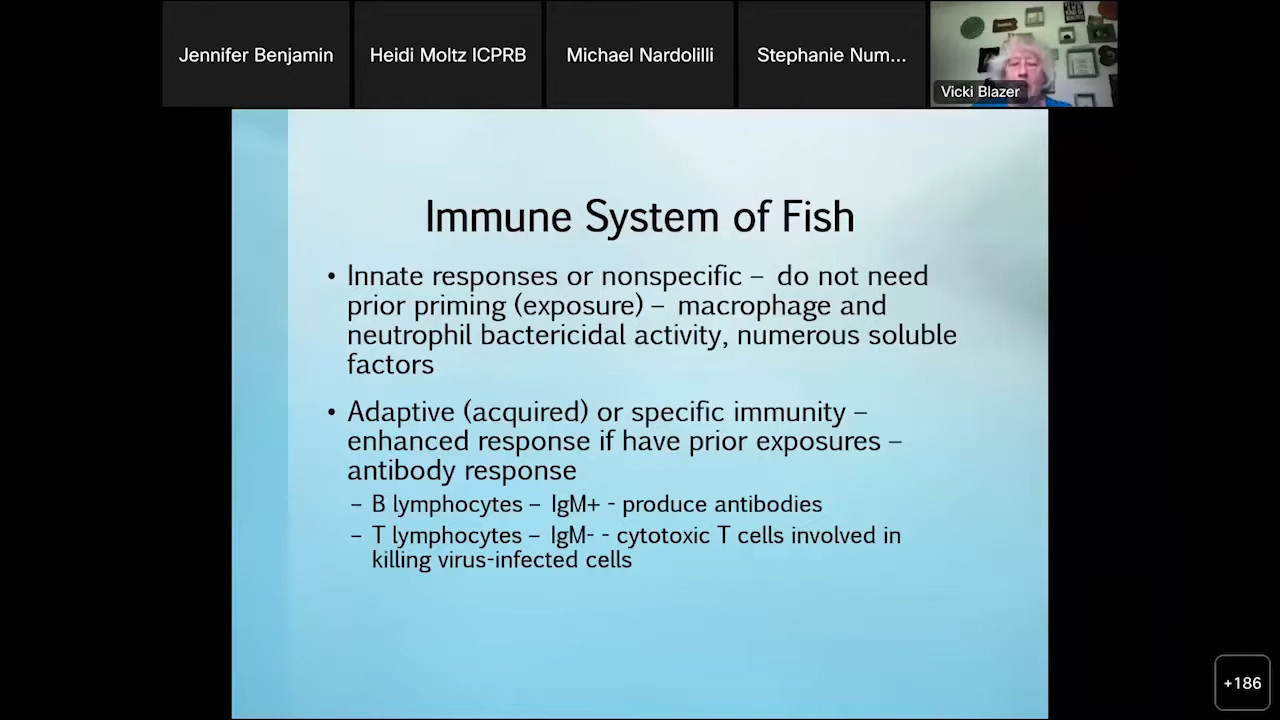 Jennifer Benjamin
Heidi Moltz ICPRB
Michael Nardolilli
Stephanie Num...
Vicki Blazer
Immune System of Fish
• Innate responses or nonspecific – do not need
prior priming (exposure) – macrophage and
neutrophil bactericidal activity, numerous soluble
factors
• Adaptive (acquired) or specific immunity –
enhanced response if have prior exposures –
antibody response
– B lymphocytes – IgM+ - produce antibodies
– T lymphocytes – IgM- - cytotoxic T cells involved in
killing virus-infected cells
+186